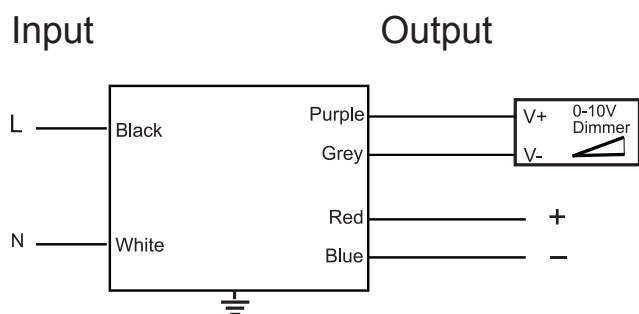 Input
Output
L
Black
Purple
V+
0-10V
Dimmer
Grey
V-
Red
+
N
White
Blue
−